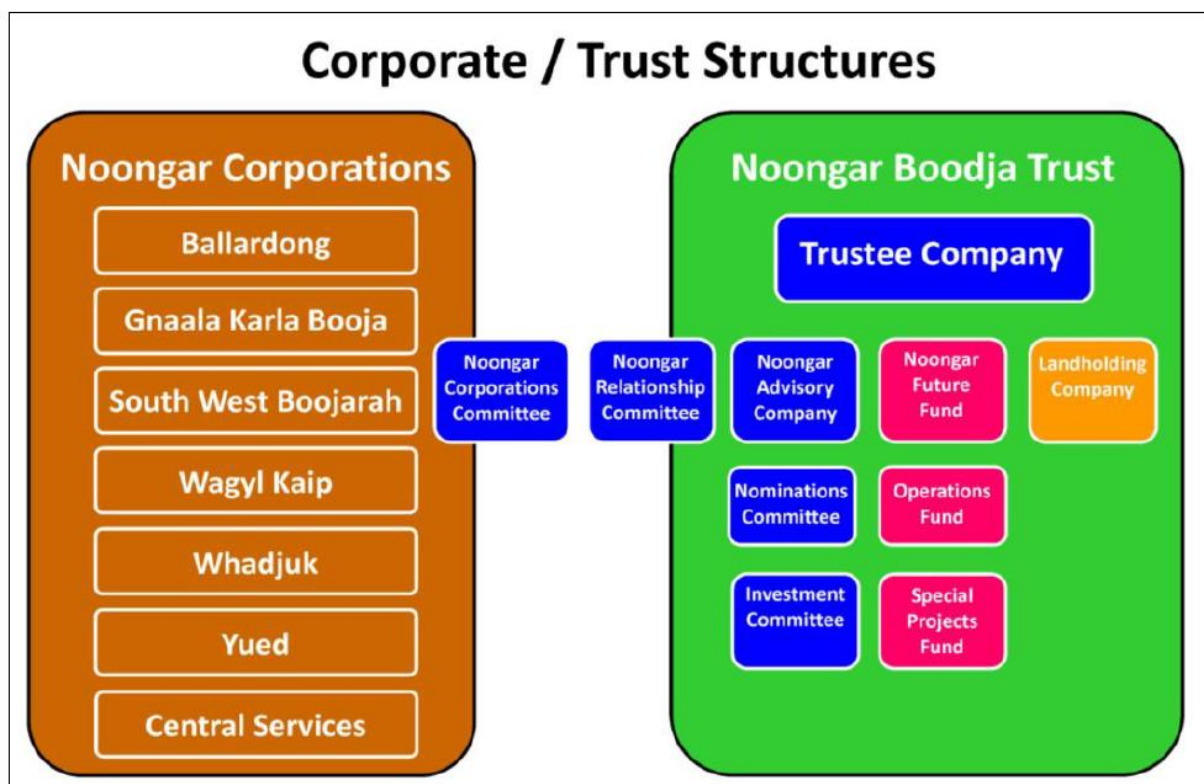 Corporate / Trust Structures
Noongar Corporations
Ballardong
Gnaala Karla Booja
South West Boojarah
Wagyl Kaip
Whadjuk
Yued
Central Services
Noongar
Corporations
Committee
Noongar
Relationship
Committee
Noongar Boodja Trust
Trustee Company
Noongar
Advisory
Company
Noongar
Future
Fund
Landholding
Company
Nominations
Committee
Operations
Fund
Investment
Committee
Special
Projects
Fund